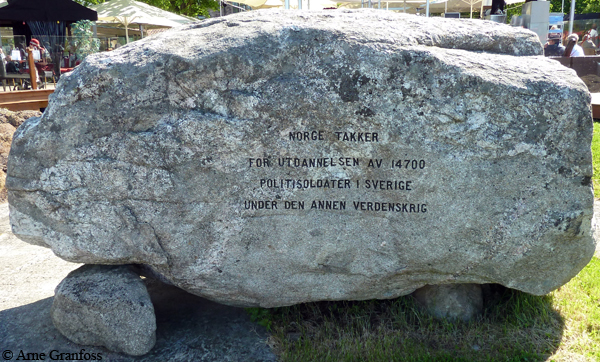 NORGE TAKKER
FOR UTDANNELSEN AV 14700
POLITISOLDATER I SVERIGE
UNDER DEN ANNEN VERDENSKRIG
©Arne Granfoss